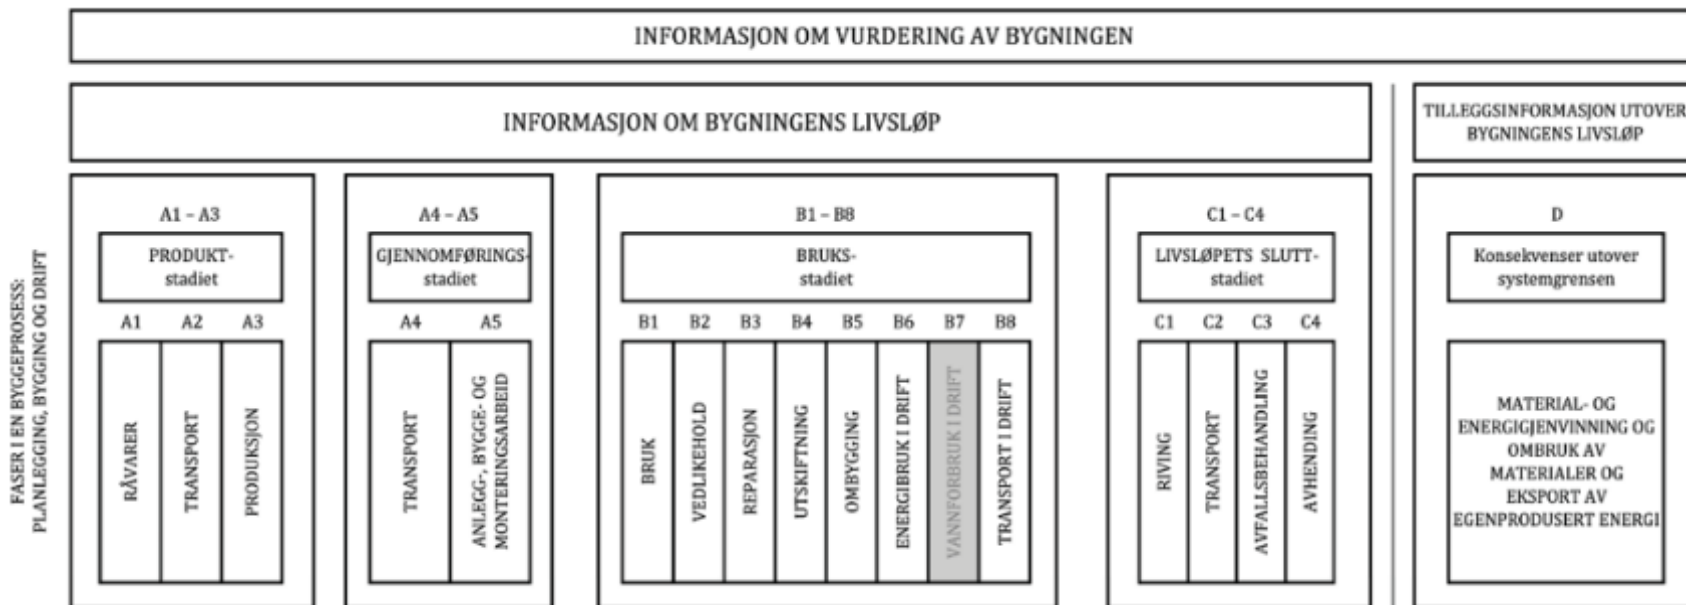 INFORMASJON OM VURDERING AV BYGNINGEN
INFORMASJON OM BYGNINGENS LIVSLØP
TILLEGGSINFORMASJON UTOVER
BYGNINGENS LIVSLØP
FASER I EN BYGGEPROSESS:
PLANLEGGING, BYGGING OG DRIFT
A1 – A3
PRODUKT-
stadiet
A1 A2 A3
RÅVARER
TRANSPORT
PRODUKSJON
A4 – A5
GJENNOMFØRINGS-
stadiet
A4 A5
TRANSPORT
ANLEGG-, BYGGE- OG
MONTERINGSARBEID
B1 – B8
BRUKS-
stadiet
B1 B2 B3 B4 B5 B6 B7 B8
BRUK
VEDLIKEHOLD
REPARASJON
UTSKIFTNING
OMBYGGING
ENERGIBRUK I DRIFT
VANNFORBRUK I DRIFT
TRANSPORT I DRIFT
C1 – C4
LIVSLØPETS SLUTT-
stadiet
C1 C2 C3 C4
RIVING
TRANSPORT
AVFALLSBEHANDLING
AVHENDING
D
Konsekvenser utover
systemgrensen
MATERIAL- OG
ENERGIGJENVINNING OG
OMBRUK AV
MATERIALER OG
EKSPORT AV
EGENPRODUSERT ENERGI